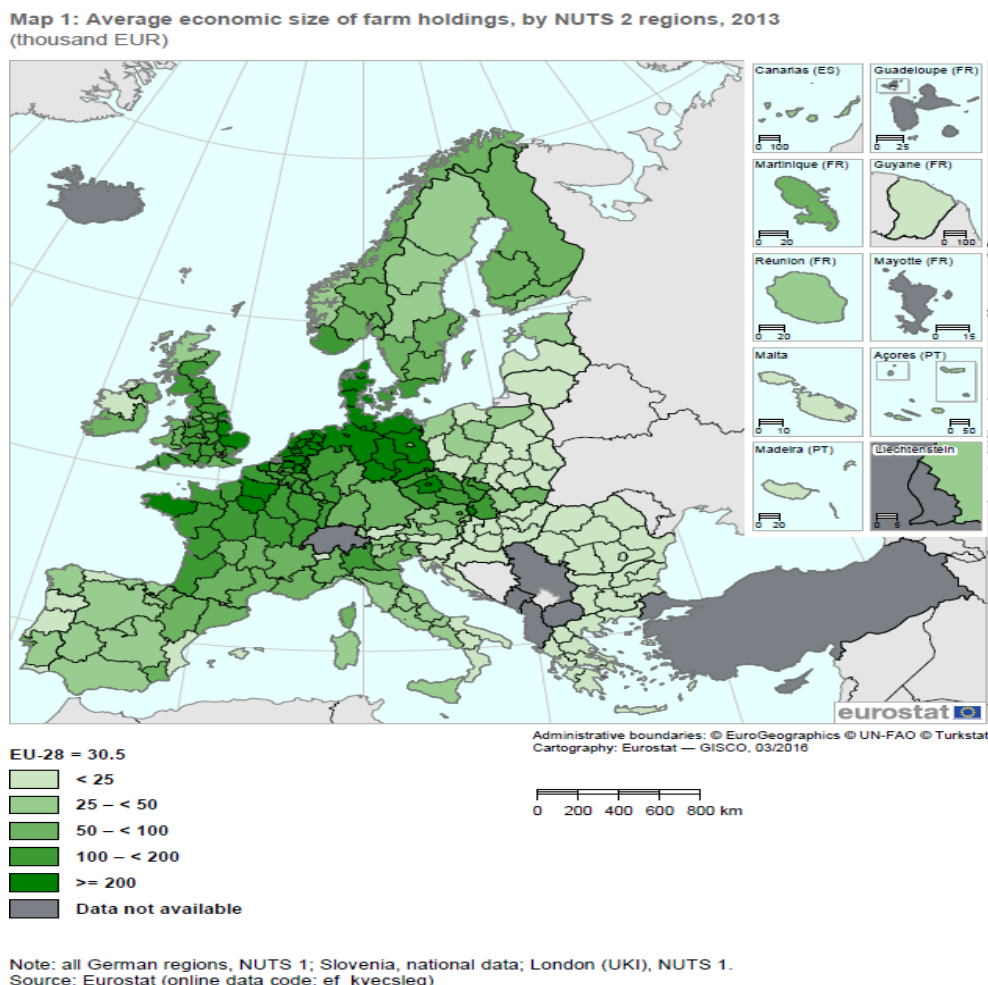 Map 1: Average economic size of farm holdings, by NUTS 2 regions, 2013
(thousand EUR)
Canarias (ES)
0 100
Guadeloupe (FR)
0 25
Martinique (FR)
0 20
Guyane (FR)
0 100
Réunion (FR)
0 20
Mayotte (FR)
0 15
Malta
0 10
Açores (PT)
0 50
Madeira (PT)
0 20
Liechtenstein
0 5
eurostat
Administrative boundaries: © EuroGeographics © UN-FAO © Turkstat
Cartography: Eurostat — GISCO, 03/2016
0 200 400 600 800 km
EU-28 = 30.5
< 25
25 – < 50
50 – < 100
100 – < 200
>= 200
Data not available
Note: all German regions, NUTS 1; Slovenia, national data; London (UKI), NUTS 1.
Source: Eurostat (online data code: ef_kvecsleg)